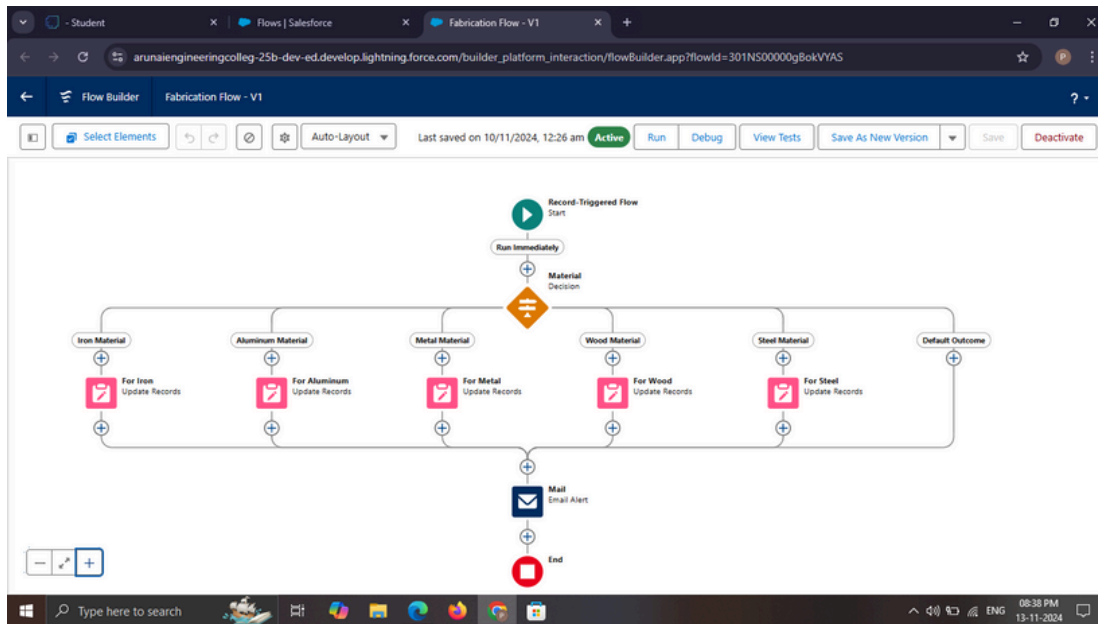 - Student
Flows | Salesforce
Fabrication Flow - V1
arunaiengineeringcolleg-25b-dev-ed.develop.lightning.force.com/builder_platform_interaction/flowBuilder.app?flowId=301NS00000gBokVYAS
P
Flow Builder
Fabrication Flow - V1
?
Select Elements
Auto-Layout
Last saved on 10/11/2024, 12:26 am
Active
Run
Debug
View Tests
Save As New Version
Save
Deactivate
Record-Triggered Flow
Start
Run Immediately
Material
Decision
Iron Material
Aluminum Material
Metal Material
Wood Material
Steel Material
Default Outcome
For Iron
Update Records
For Aluminum
Update Records
For Metal
Update Records
For Wood
Update Records
For Steel
Update Records
Mail
Email Alert
End
Type here to search
ENG
08:38 PM
13-11-2024